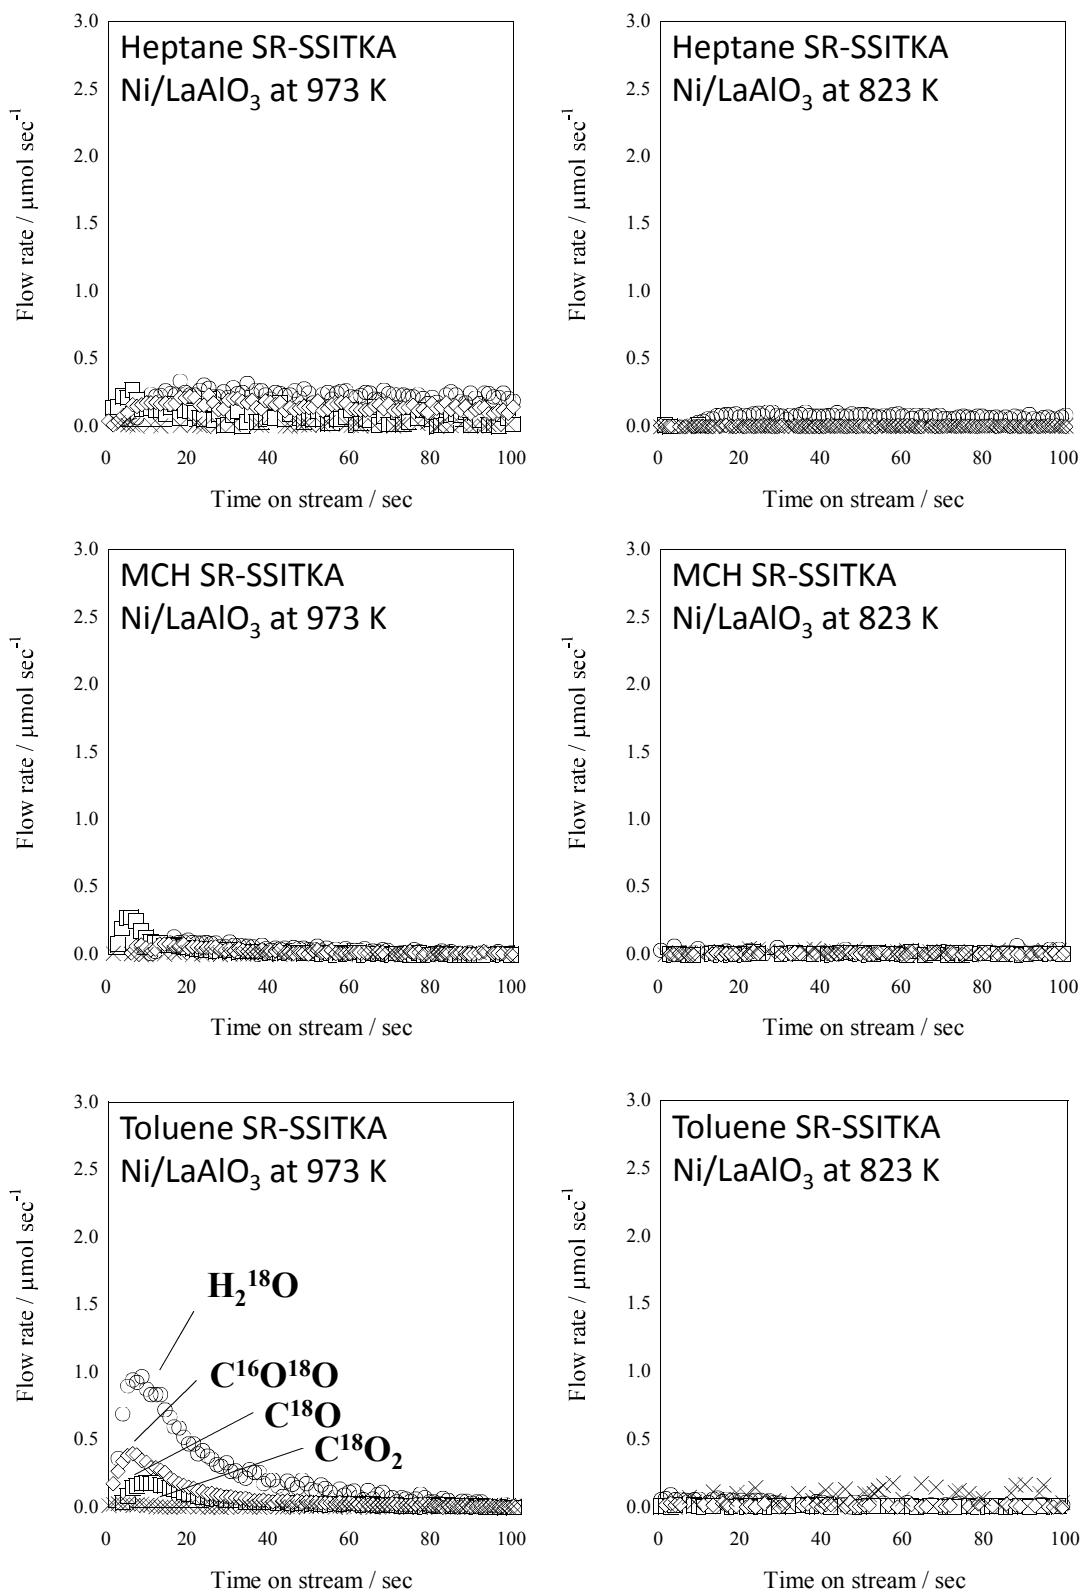 Heptane SR-SSITKA
Ni/LaAlO₃ at 973 K
Flow rate / μmol sec⁻¹
3.0
2.5
2.0
1.5
1.0
0.5
0.0
0 20 40 60 80 100
Time on stream / sec
Heptane SR-SSITKA
Ni/LaAlO₃ at 823 K
Flow rate / μmol sec⁻¹
3.0
2.5
2.0
1.5
1.0
0.5
0.0
0 20 40 60 80 100
Time on stream / sec
MCH SR-SSITKA
Ni/LaAlO₃ at 973 K
Flow rate / μmol sec⁻¹
3.0
2.5
2.0
1.5
1.0
0.5
0.0
0 20 40 60 80 100
Time on stream / sec
MCH SR-SSITKA
Ni/LaAlO₃ at 823 K
Flow rate / μmol sec⁻¹
3.0
2.5
2.0
1.5
1.0
0.5
0.0
0 20 40 60 80 100
Time on stream / sec
Toluene SR-SSITKA
Ni/LaAlO₃ at 973 K
Flow rate / μmol sec⁻¹
3.0
2.5
2.0
1.5
1.0
0.5
0.0
H₂¹⁸O
C¹⁶O¹⁸O
C¹⁸O
C¹⁸O₂
0 20 40 60 80 100
Time on stream / sec
Toluene SR-SSITKA
Ni/LaAlO₃ at 823 K
Flow rate / μmol sec⁻¹
3.0
2.5
2.0
1.5
1.0
0.5
0.0
0 20 40 60 80 100
Time on stream / sec